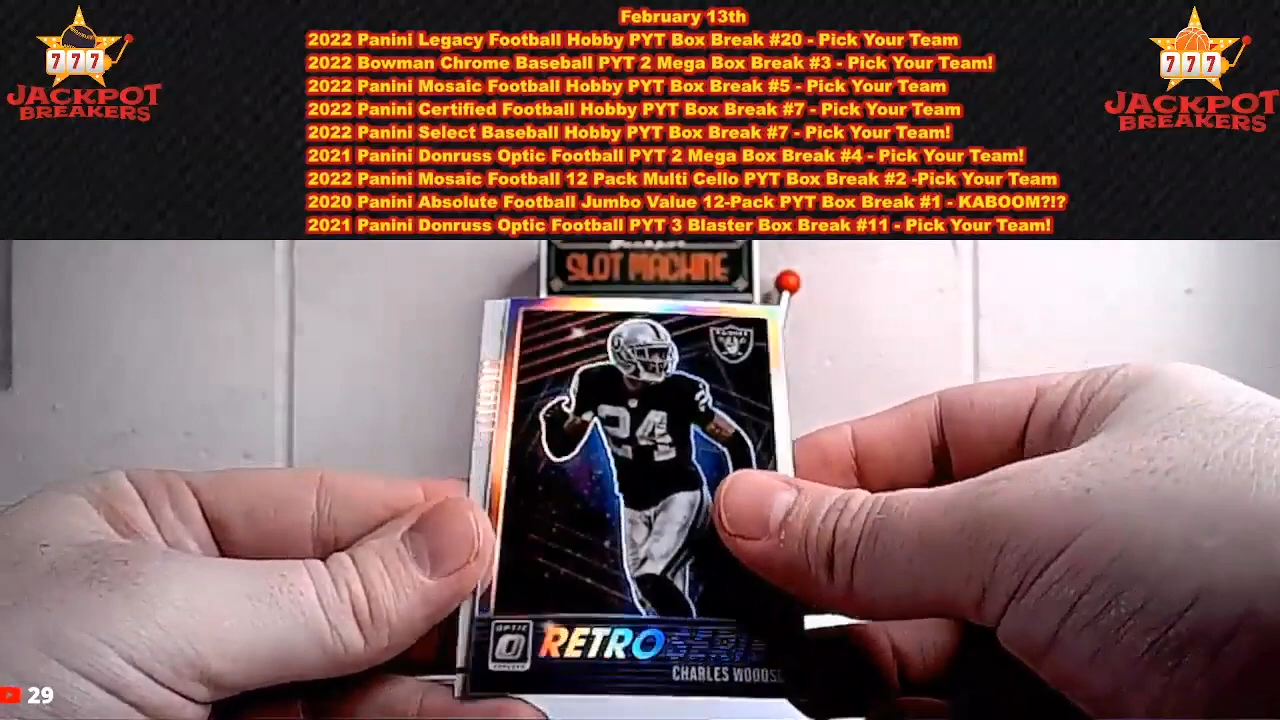 February 13th
2022 Panini Legacy Football Hobby PYT Box Break #20 - Pick Your Team
2022 Bowman Chrome Baseball PYT 2 Mega Box Break #3 - Pick Your Team!
2022 Panini Mosaic Football Hobby PYT Box Break #5 - Pick Your Team
2022 Panini Certified Football Hobby PYT Box Break #7 - Pick Your Team
2022 Panini Select Baseball Hobby PYT Box Break #7 - Pick Your Team!
2021 Panini Donruss Optic Football PYT 2 Mega Box Break #4 - Pick Your Team!
2022 Panini Mosaic Football 12 Pack Multi Cello PYT Box Break #2 -Pick Your Team
2020 Panini Absolute Football Jumbo Value 12-Pack PYT Box Break #1 - KABOOM?!?
2021 Panini Donruss Optic Football PYT 3 Blaster Box Break #11 - Pick Your Team!
777
JACKPOT
BREAKERS
777
JACKPOT
BREAKERS
SLOT MACHINE
RAIDERS
24
OPTIC
RETRO
CHARLES
29